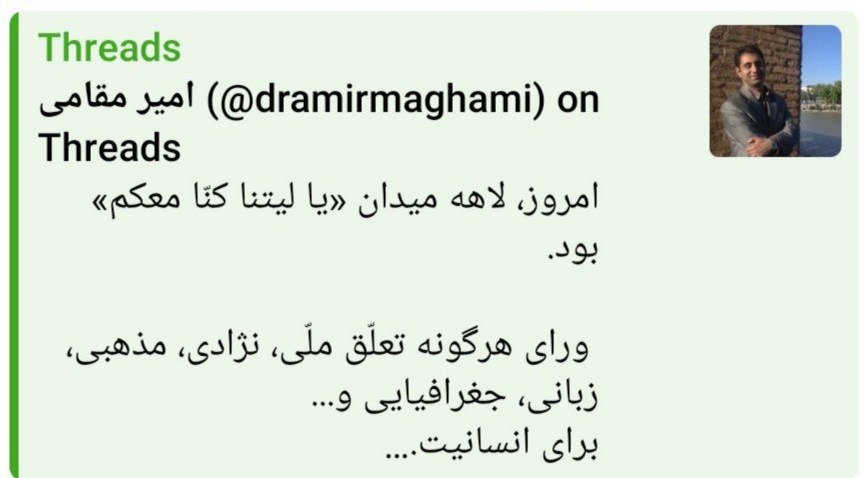 Threads
امیر مقامی (@dramirmaghami) on
Threads
امروز، لاهه میدان «یا لیتنا کنّا معکم»
بود.
ورای هرگونه تعلّق ملّی، نژادی، مذهبی،
زبانی، جغرافیایی و...
برای انسانیت....